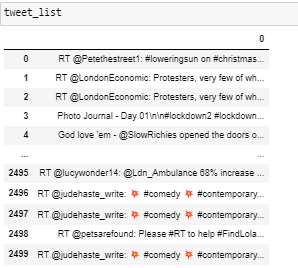 tweet_list
0
0 RT @Petethestreet1: #loweringsun on #christmas...
1 RT @LondonEconomic: Protesters, very few of wh...
2 RT @LondonEconomic: Protesters, very few of wh...
3 Photo Journal - Day 01\n\n#lockdown2 #lockdown...
4 God love 'em - @SlowRichies opened the doors o...
... ...
2495 RT @lucywonder14: @Ldn_Ambulance 68% increase ...
2496 RT @judehaste_write: 💥 #comedy 💥 #contemporary...
2497 RT @judehaste_write: 💥 #comedy 💥 #contemporary...
2498 RT @petsarefound: Please #RT to help #FindLola...
2499 RT @judehaste_write: 💥 #comedy 💥 #contemporary...